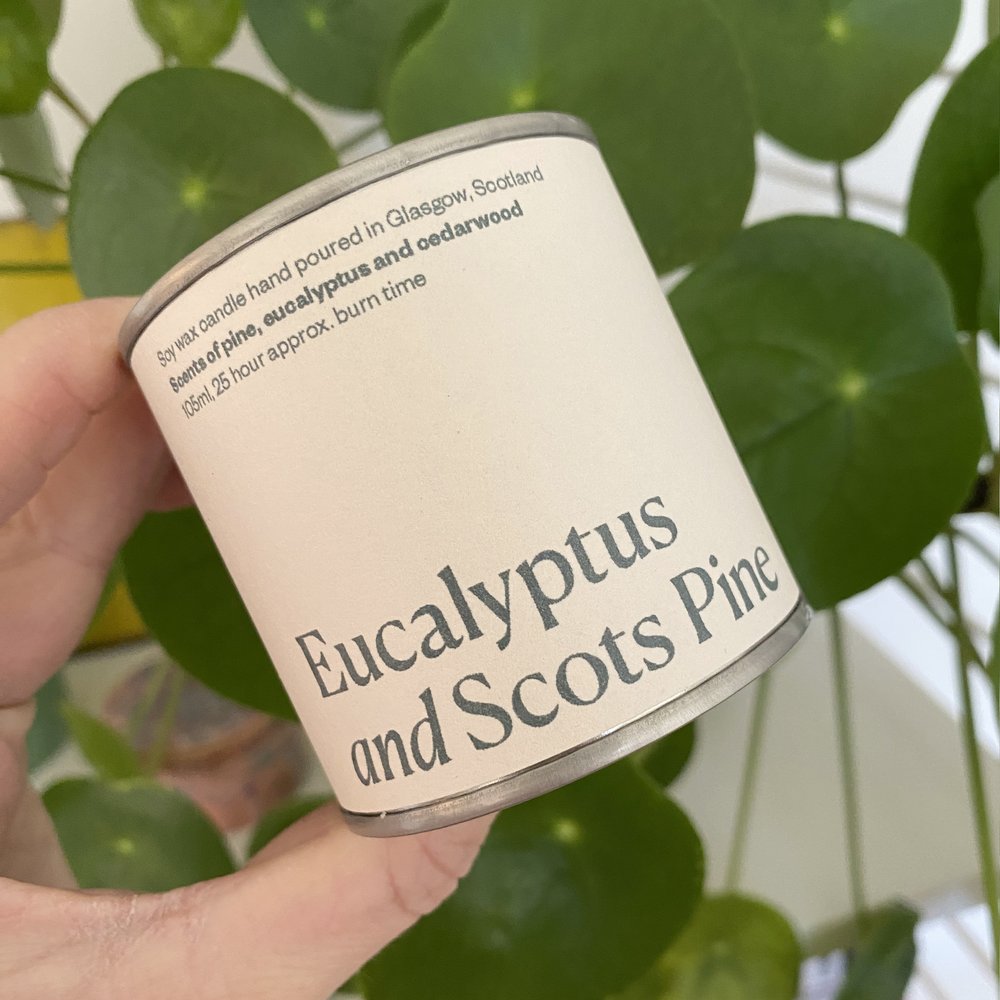 Soy wax candle hand poured in Glasgow, Scotland
Scents of pine, eucalyptus and cedarwood
105ml, 25 hour approx. burn time
Eucalyptus
and Scots Pine